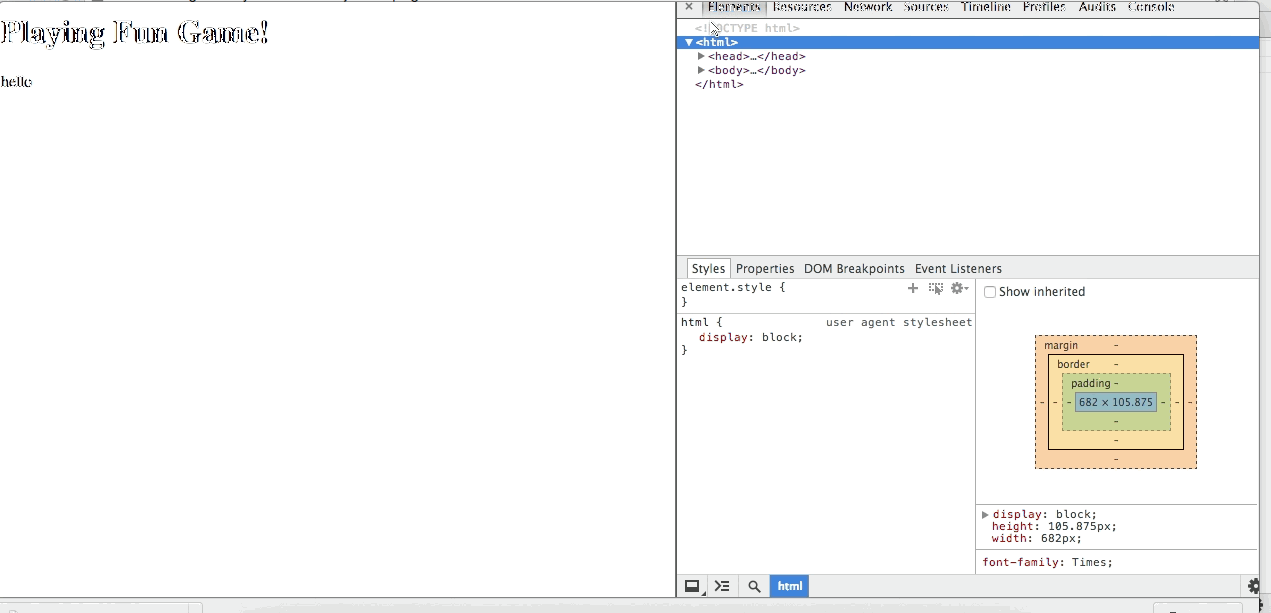 Playing Fun Game!
hello
× Elements Resources Network Sources Timeline Profiles Audits Console
<!DOCTYPE html>
▼<html>
▶<head>…</head>
▶<body>…</body>
</html>
Styles Properties DOM Breakpoints Event Listeners
element.style {
}
html { user agent stylesheet
display: block;
}
Show inherited
margin -
border -
padding -
- - - 682 × 105.875 - - -
-
-
-
▶ display: block;
height: 105.875px;
width: 682px;
font-family: Times;
html